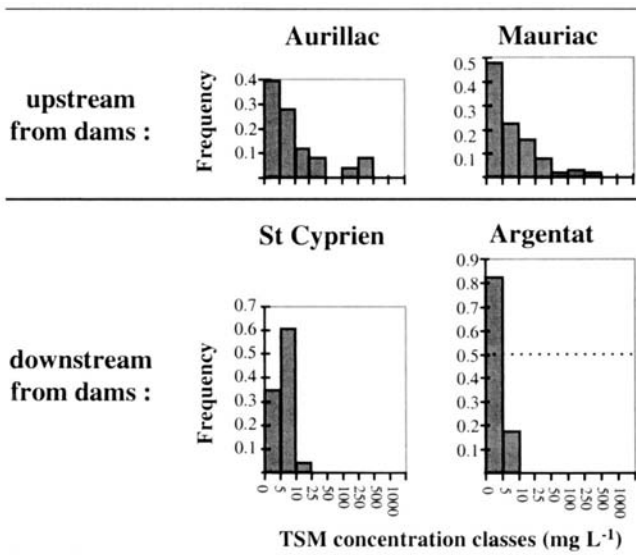 Aurillac Mauriac
upstream
from dams :
Frequency
0.4
0.3
0.2
0.1
0.5
0.4
0.3
0.2
0.1
St Cyprien Argentat
downstream
from dams :
Frequency
0.7
0.6
0.5
0.4
0.3
0.2
0.1
0.9
0.8
0.7
0.6
0.5
0.4
0.3
0.2
0.1
0 5 10 25 50 100 250 500 1000
0 5 10 25 50 100 250 500 1000
TSM concentration classes (mg L-1)